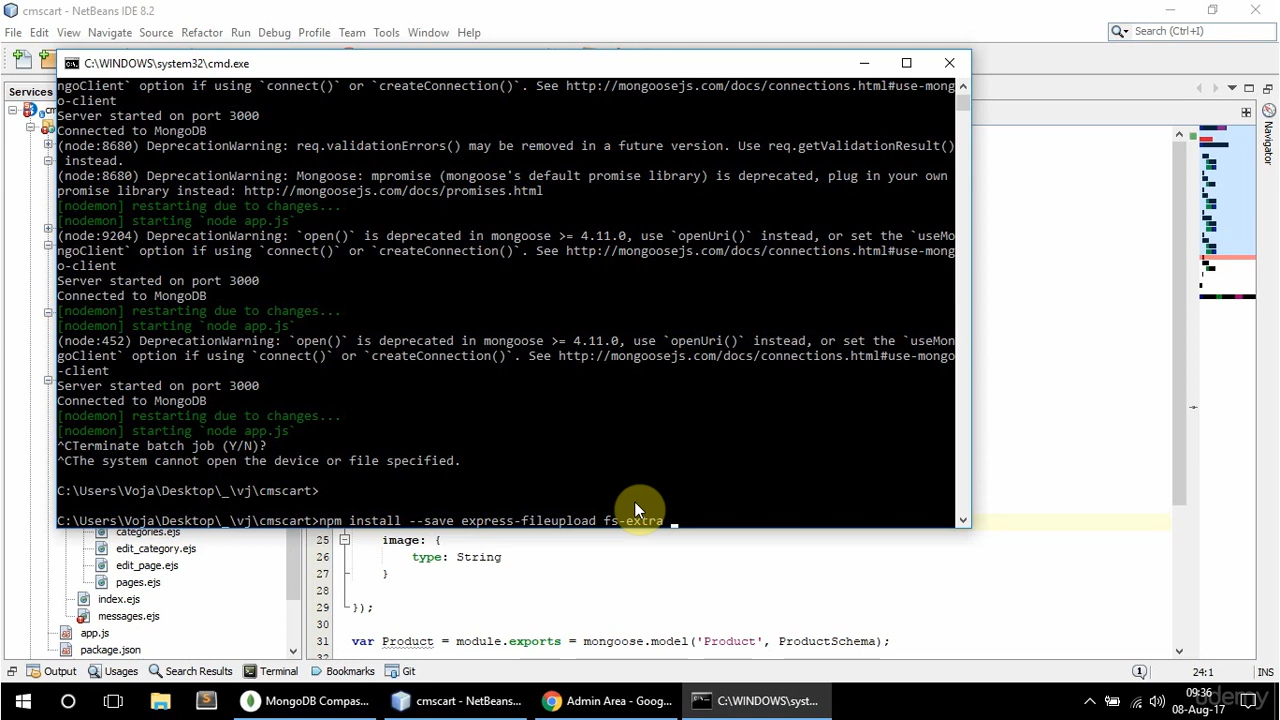 cmscart - NetBeans IDE 8.2
File Edit View Navigate Source Refactor Run Debug Profile Team Tools Window Help
Search (Ctrl+I)
C:\WINDOWS\system32\cmd.exe
Services
Navigator
ngoClient` option if using `connect()` or `createConnection()`. See http://mongoosejs.com/docs/connections.html#use-mong
o-client
Server started on port 3000
Connected to MongoDB
(node:8680) DeprecationWarning: req.validationErrors() may be removed in a future version. Use req.getValidationResult()
instead.
(node:8680) DeprecationWarning: Mongoose: mpromise (mongoose's default promise library) is deprecated, plug in your own
promise library instead: http://mongoosejs.com/docs/promises.html
[nodemon] restarting due to changes...
[nodemon] starting `node app.js`
(node:9204) DeprecationWarning: `open()` is deprecated in mongoose >= 4.11.0, use `openUri()` instead, or set the `useMo
ngoClient` option if using `connect()` or `createConnection()`. See http://mongoosejs.com/docs/connections.html#use-mong
o-client
Server started on port 3000
Connected to MongoDB
[nodemon] restarting due to changes...
[nodemon] starting `node app.js`
(node:452) DeprecationWarning: `open()` is deprecated in mongoose >= 4.11.0, use `openUri()` instead, or set the `useMon
goClient` option if using `connect()` or `createConnection()`. See http://mongoosejs.com/docs/connections.html#use-mongo
-client
Server started on port 3000
Connected to MongoDB
[nodemon] restarting due to changes...
[nodemon] starting `node app.js`
^CTerminate batch job (Y/N)?
^CThe system cannot open the device or file specified.
C:\Users\Voja\Desktop\_\vj\cmscart>
C:\Users\Voja\Desktop\_\vj\cmscart>npm install --save express-fileupload fs-extra _
categories.ejs
edit_category.ejs
edit_page.ejs
pages.ejs
index.ejs
messages.ejs
app.js
package.json
25 image: {
26 type: String
27 }
28
29 });
30
31 var Product = module.exports = mongoose.model('Product', ProductSchema);
32
Output Usages Search Results Terminal Bookmarks Git
1 24:1 INS
MongoDB Compas... cmscart - NetBeans I... Admin Area - Goog... C:\WINDOWS\syst...
09:36
08-Aug-17
udemy